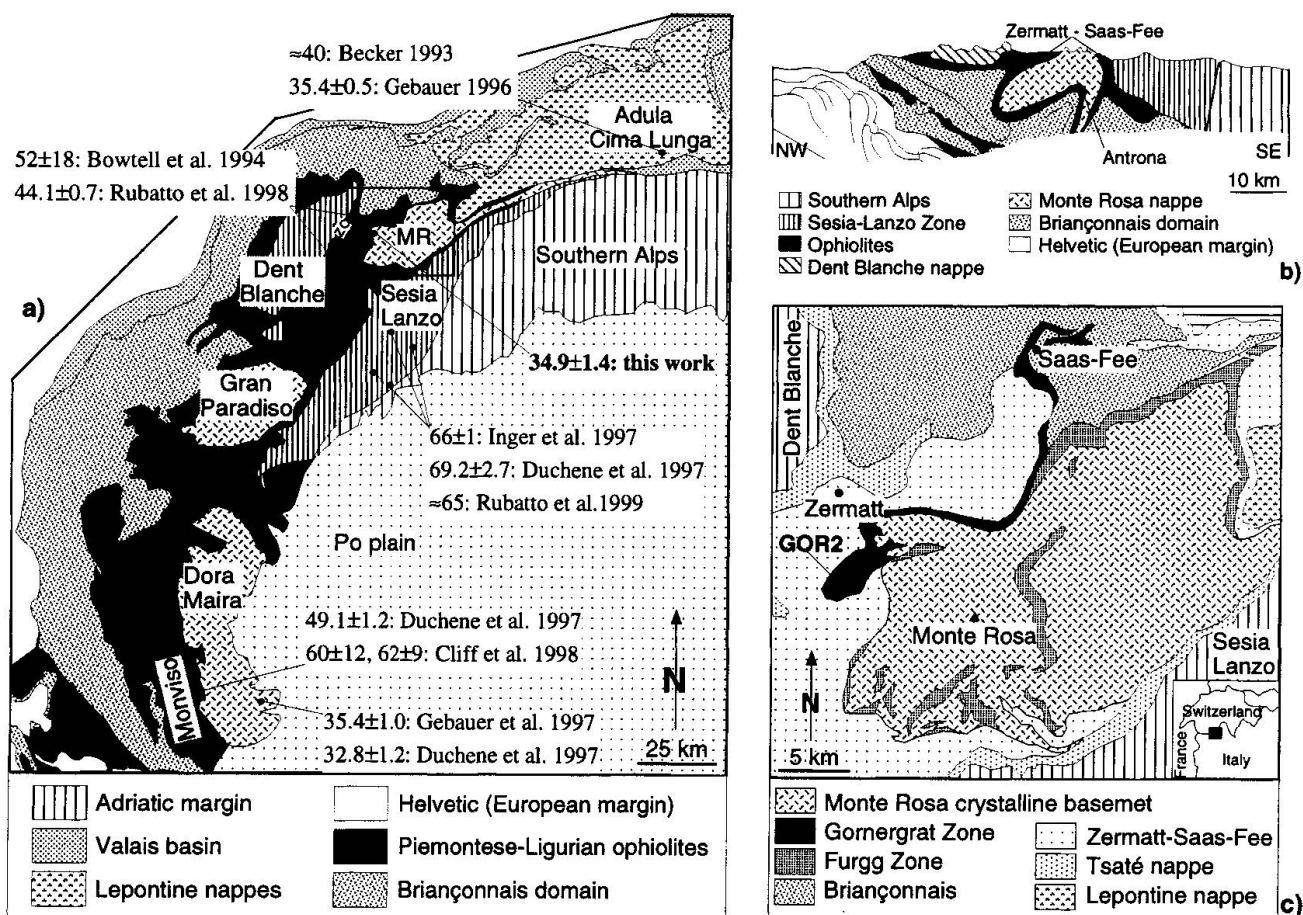 a)
≈40: Becker 1993
35.4±0.5: Gebauer 1996
Adula
Cima Lunga
52±18: Bowtell et al. 1994
44.1±0.7: Rubatto et al. 1998
MR
Dent
Blanche
Southern Alps
Sesia
Lanzo
34.9±1.4: this work
Gran
Paradiso
66±1: Inger et al. 1997
69.2±2.7: Duchene et al. 1997
≈65: Rubatto et al.1999
Po plain
Dora
Maira
49.1±1.2: Duchene et al. 1997
60±12, 62±9: Cliff et al. 1998
Monviso
35.4±1.0: Gebauer et al. 1997
32.8±1.2: Duchene et al. 1997
N
25 km
Adriatic margin
Valais basin
Lepontine nappes
Helvetic (European margin)
Piemontese-Ligurian ophiolites
Briançonnais domain
Zermatt - Saas-Fee
NW
Antrona
SE
10 km
Southern Alps
Sesia-Lanzo Zone
Ophiolites
Dent Blanche nappe
Monte Rosa nappe
Briançonnais domain
Helvetic (European margin)
b)
Dent Blanche
Saas-Fee
Zermatt
GOR2
Monte Rosa
Sesia
Lanzo
N
5 km
Switzerland
France
Italy
Monte Rosa crystalline basemet
Gornergrat Zone
Furgg Zone
Briançonnais
Zermatt-Saas-Fee
Tsaté nappe
Lepontine nappe
c)